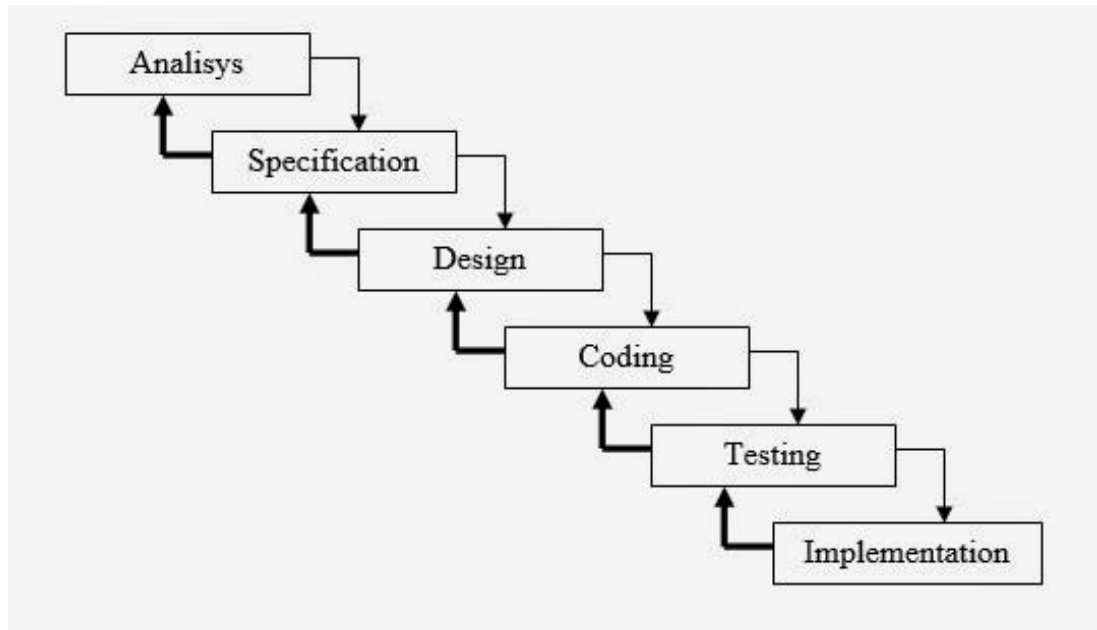 Analisys
Specification
Design
Coding
Testing
Implementation